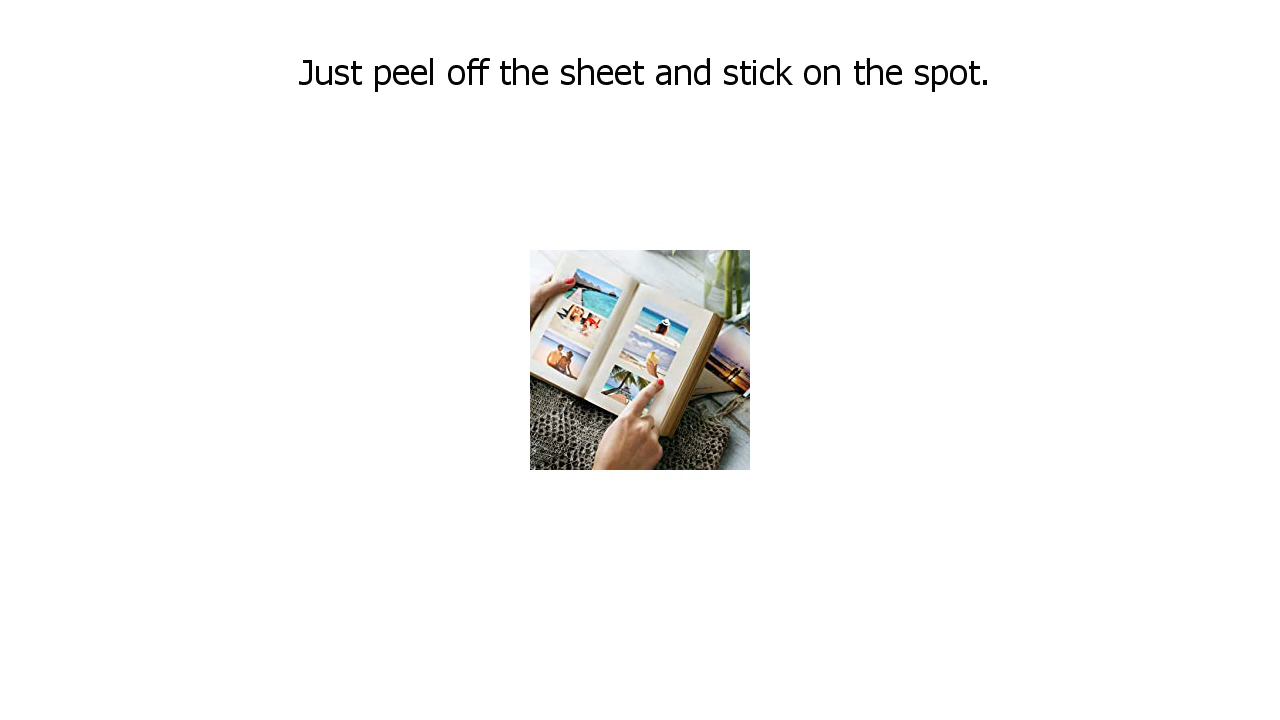 Just peel off the sheet and stick on the spot.